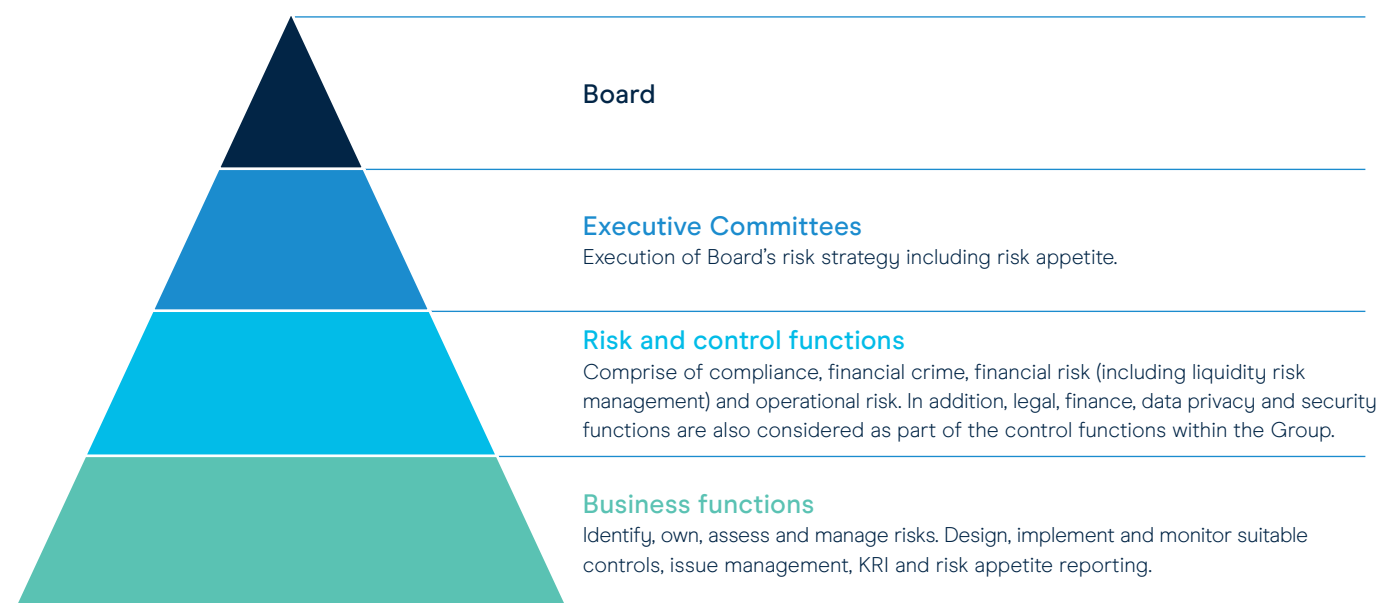 Board
Executive Committees
Execution of Board's risk strategy including risk appetite.
Risk and control functions
Comprise of compliance, financial crime, financial risk (including liquidity risk
management) and operational risk. In addition, legal, finance, data privacy and security
functions are also considered as part of the control functions within the Group.
Business functions
Identify, own, assess and manage risks. Design, implement and monitor suitable
controls, issue management, KRI and risk appetite reporting.